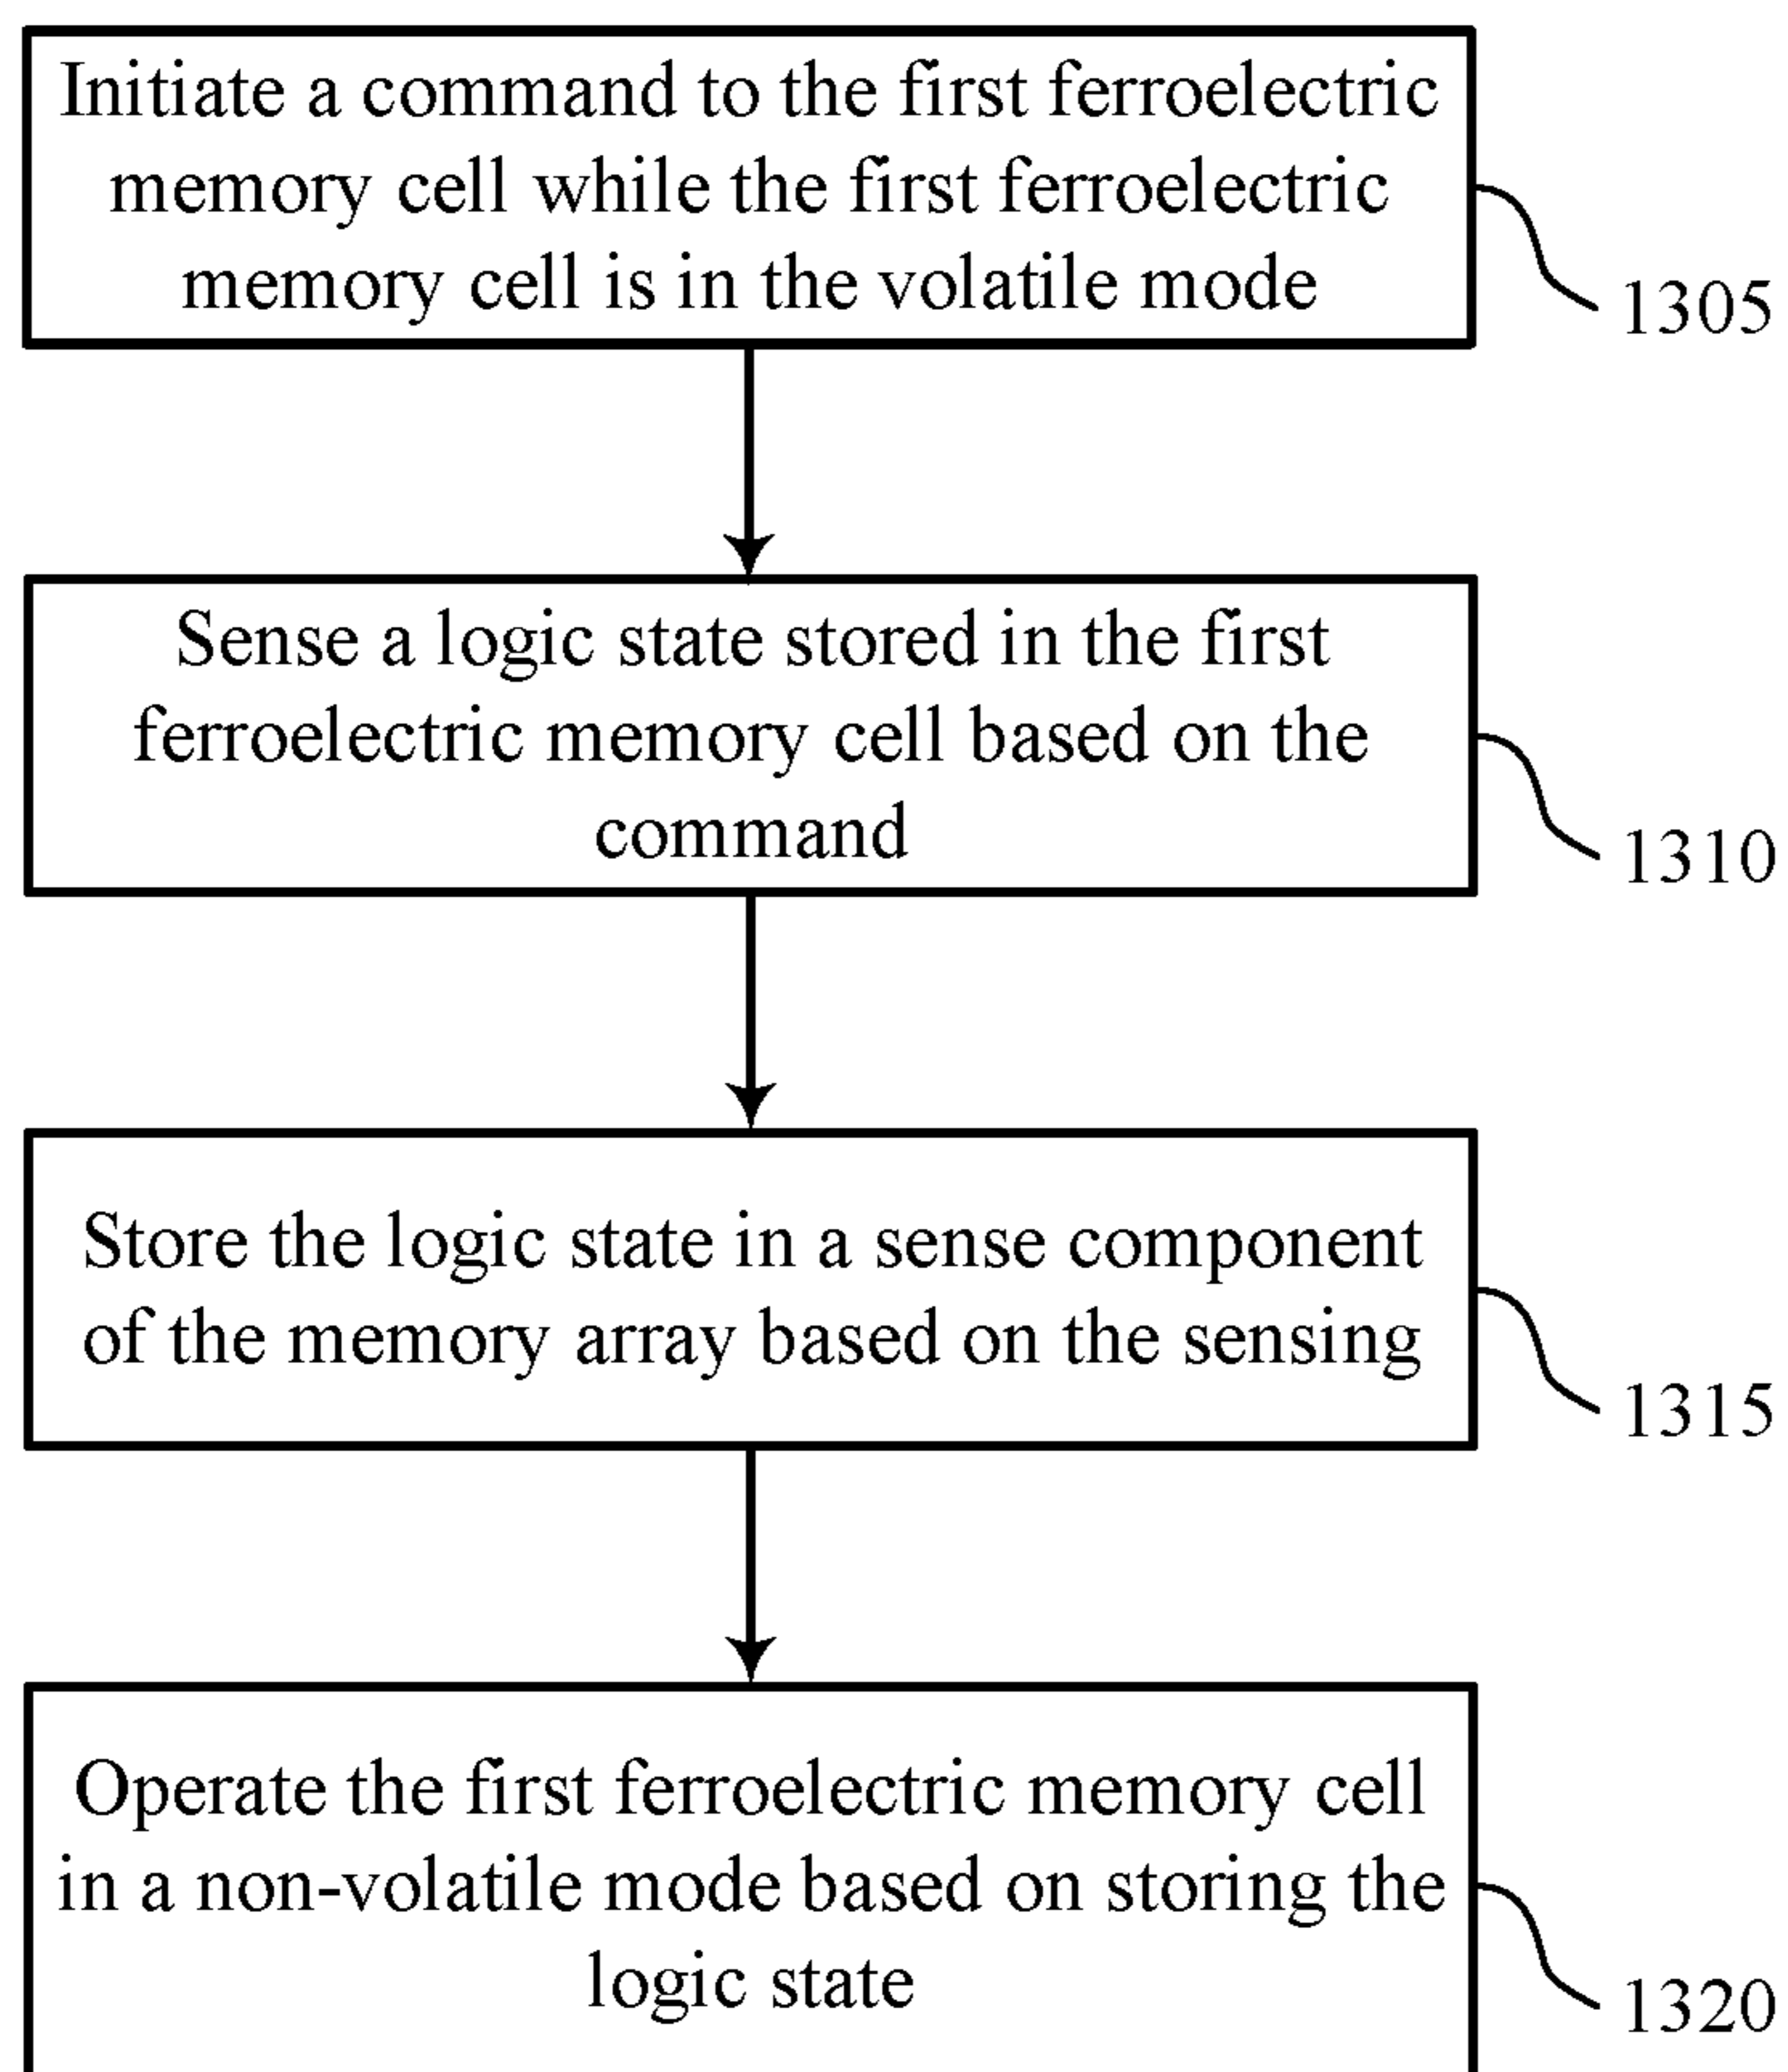 Initiate a command to the first ferroelectric
memory cell while the first ferroelectric
memory cell is in the volatile mode
1305
Sense a logic state stored in the first
ferroelectric memory cell based on the
command
1310
Store the logic state in a sense component
of the memory array based on the sensing
1315
Operate the first ferroelectric memory cell
in a non-volatile mode based on storing the
logic state
1320